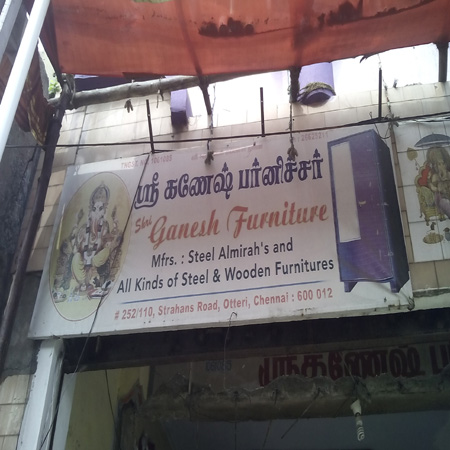 ஸ்ரீ கணேஷ் பர்னிச்சர்
Shri Ganesh Furniture
Mfrs. : Steel Almirah's and
All Kinds of Steel & Wooden Furnitures
# 252/110, Strahans Road, Otteri, Chennai : 600 012
ஸ்ரீ கணேஷ்